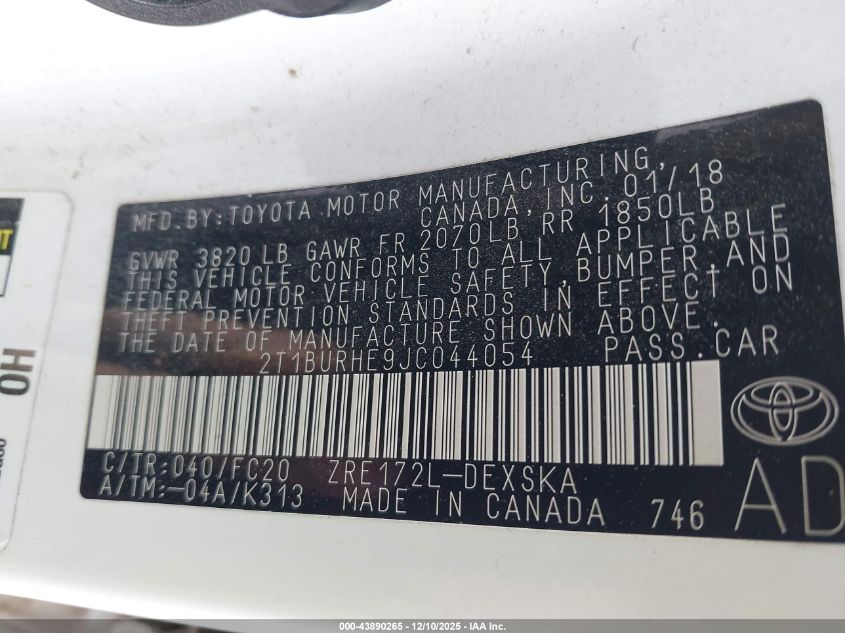 MFD.BY:TOYOTA MOTOR MANUFACTURING,
CANADA,INC.01/18
GVWR 3820 LB GAWR FR 2070LB RR 1850LB
THIS VEHICLE CONFORMS TO ALL APPLICABLE
FEDERAL MOTOR VEHICLE SAFETY,BUMPER,AND
THEFT PREVENTION STANDARDS IN EFFECT ON
THE DATE OF MANUFACTURE SHOWN ABOVE.
2T1BURHE9JC044054 PASS.CAR
C/TR:040/FC20 ZRE172L-DEXSKA
A/TM:-04A/K313 MADE IN CANADA 746 AD
HO
000-43890265 - 12/10/2025 - IAA Inc.